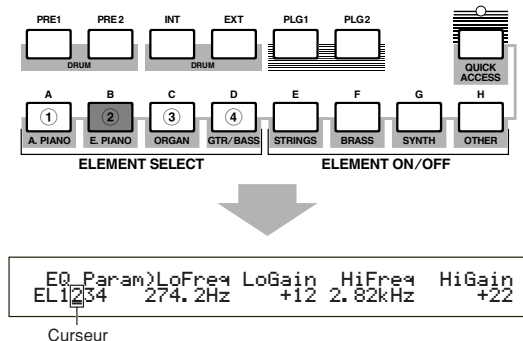 PRE1 PRE2 INT EXT PLG1 PLG2
DRUM DRUM QUICK ACCESS
A B C D E F G H
1 2 3 4
A. PIANO E. PIANO ORGAN GTR/BASS STRINGS BRASS SYNTH OTHER
ELEMENT SELECT ELEMENT ON/OFF
EQ Param)LoFreq LoGain HiFreq HiGain
EL1234 274.2Hz +12 2.82kHz +22
Curseur